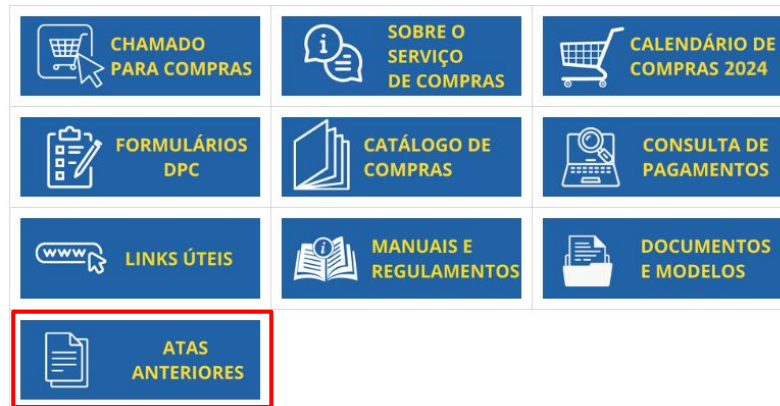 CHAMADO
PARA COMPRAS
SOBRE O
SERVIÇO
DE COMPRAS
CALENDÁRIO DE
COMPRAS 2024
FORMULÁRIOS
DPC
CATÁLOGO DE
COMPRAS
CONSULTA DE
PAGAMENTOS
www
LINKS ÚTEIS
MANUAIS E
REGULAMENTOS
DOCUMENTOS
E MODELOS
ATAS
ANTERIORES